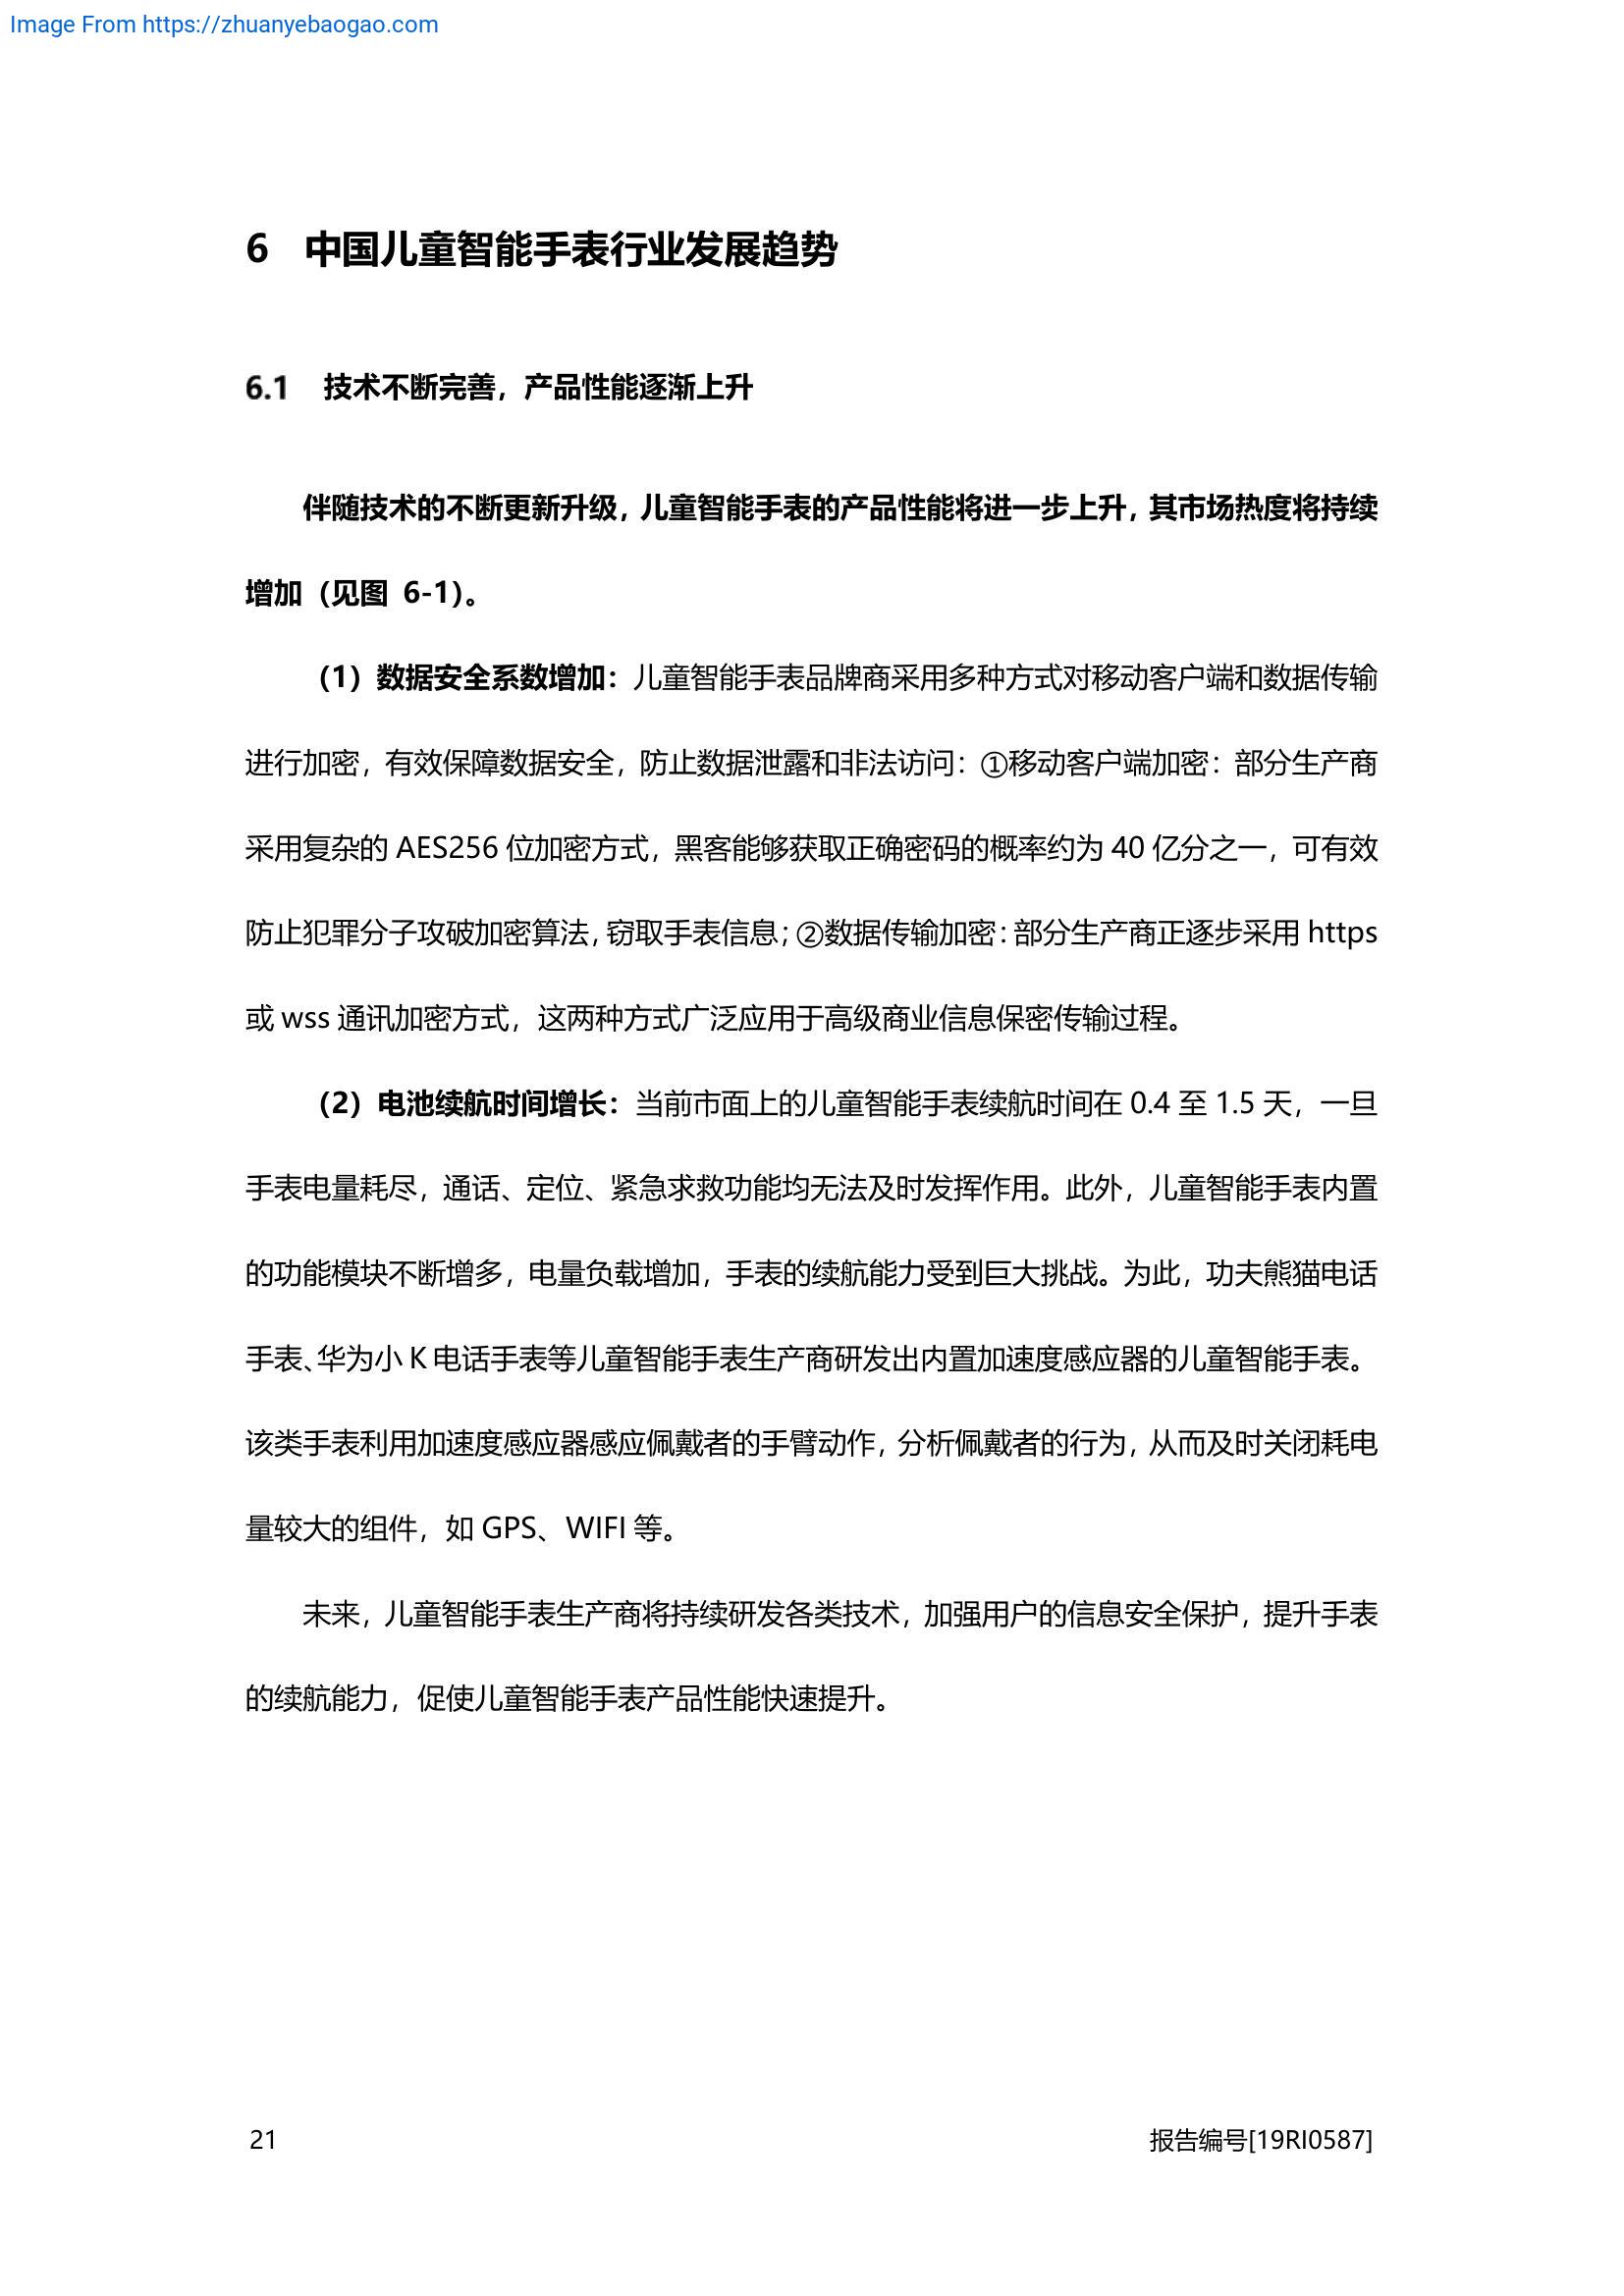 Image From https://zhuanyebaogao.com
6 中国儿童智能手表行业发展趋势
6.1 技术不断完善，产品性能逐渐上升
伴随技术的不断更新升级，儿童智能手表的产品性能将进一步上升，其市场热度将持续
增加（见图 6-1）。
（1）数据安全系数增加：儿童智能手表品牌商采用多种方式对移动客户端和数据传输
进行加密，有效保障数据安全，防止数据泄露和非法访问：①移动客户端加密：部分生产商
采用复杂的 AES256 位加密方式，黑客能够获取正确密码的概率约为 40 亿分之一，可有效
防止犯罪分子攻破加密算法，窃取手表信息；②数据传输加密：部分生产商正逐步采用 https
或 wss 通讯加密方式，这两种方式广泛应用于高级商业信息保密传输过程。
（2）电池续航时间增长：当前市面上的儿童智能手表续航时间在 0.4 至 1.5 天，一旦
手表电量耗尽，通话、定位、紧急求救功能均无法及时发挥作用。此外，儿童智能手表内置
的功能模块不断增多，电量负载增加，手表的续航能力受到巨大挑战。为此，功夫熊猫电话
手表、华为小 K 电话手表等儿童智能手表生产商研发出内置加速度感应器的儿童智能手表。
该类手表利用加速度感应器感应佩戴者的手臂动作，分析佩戴者的行为，从而及时关闭耗电
量较大的组件，如 GPS、WIFI 等。
未来，儿童智能手表生产商将持续研发各类技术，加强用户的信息安全保护，提升手表
的续航能力，促使儿童智能手表产品性能快速提升。
21 报告编号[19RI0587]